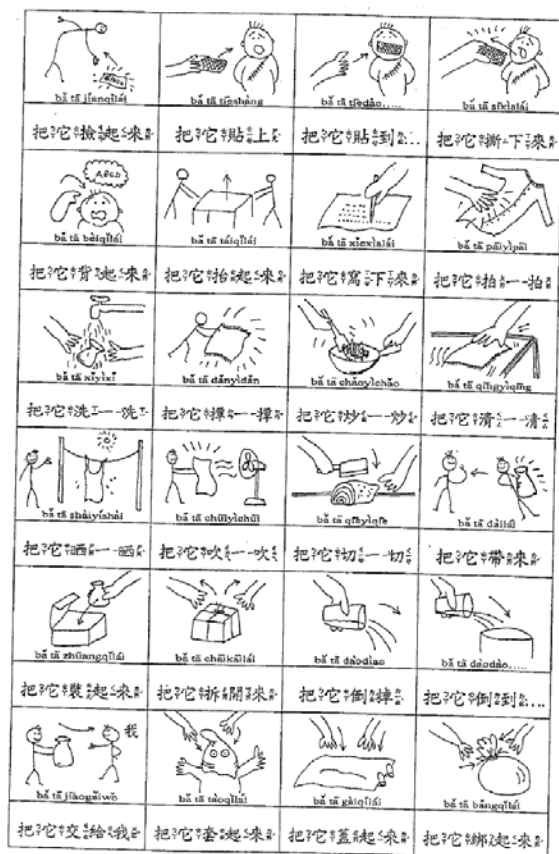 bǎ tā jiǎnqǐlái
bǎ tā tiēshàng
bǎ tā tiēdào.....
bǎ tā sīxiàlái
把它撿起來
把它貼上
把它貼到...
把它撕下來
ABCD
bǎ tā bèiqǐlái
bǎ tā táiqǐlái
bǎ tā xiěxiàlái
bǎ tā pāiyìpāi
把它背起來
把它抬起來
把它寫下來
把它拍一拍
bǎ tā xǐyìxǐ
bǎ tā dǎnyìdǎn
bǎ tā chǎoyìchǎo
bǎ tā qīngyìqīng
把它洗一洗
把它撣一撣
把它炒一炒
把它清一清
bǎ tā shàiyíshài
bǎ tā chuīyìchuī
bǎ tā qiēyìqiē
bǎ tā dàilái
把它晒一晒
把它吹一吹
把它切一切
把它帶來
bǎ tā zhuāngqǐlái
bǎ tā chāikāilái
bǎ tā dàodiào
bǎ tā dàodào.....
把它裝起來
把它拆開來
把它倒掉
把它倒到...
我
bǎ tā jiāogěiwǒ
bǎ tā tàoqǐlái
bǎ tā gàiqǐlái
bǎ tā bǎngqǐlái
把它交給我
把它套起來
把它蓋起來
把它綁起來